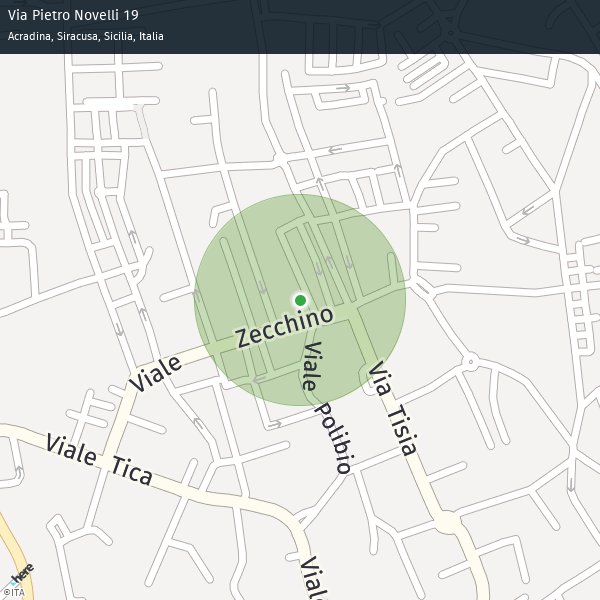 Via Pietro Novelli 19
Acradina, Siracusa, Sicilia, Italia
Viale Zecchino
Viale Polibio
Via Tisia
Viale Tica
Viale
here
©ITA